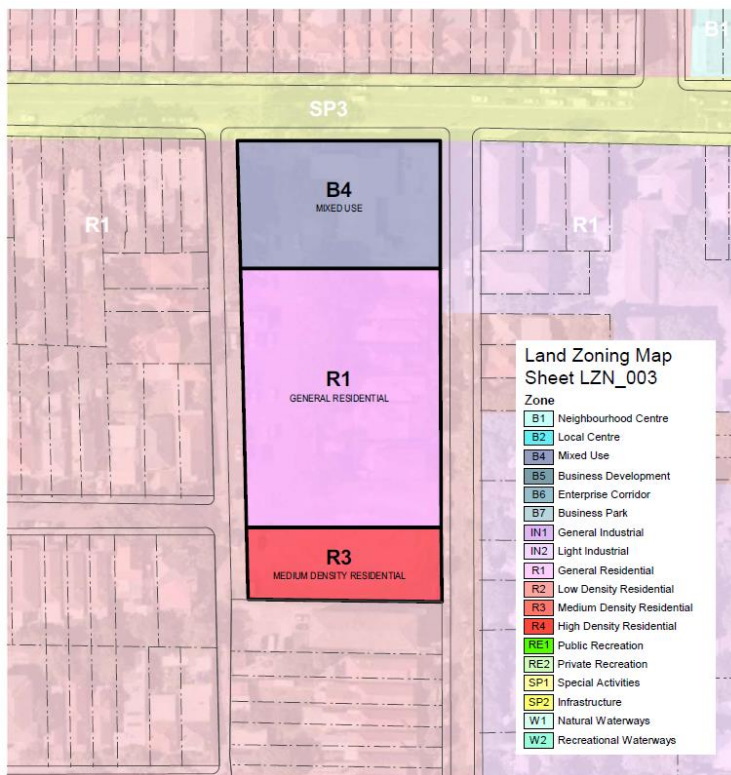 B1
SP3
B4
MIXED USE
R1
R1
R1
GENERAL RESIDENTIAL
R3
MEDIUM DENSITY RESIDENTIAL
Land Zoning Map
Sheet LZN_003
Zone
B1 Neighbourhood Centre
B2 Local Centre
B4 Mixed Use
B5 Business Development
B6 Enterprise Corridor
B7 Business Park
IN1 General Industrial
IN2 Light Industrial
R1 General Residential
R2 Low Density Residential
R3 Medium Density Residential
R4 High Density Residential
RE1 Public Recreation
RE2 Private Recreation
SP1 Special Activities
SP2 Infrastructure
W1 Natural Waterways
W2 Recreational Waterways